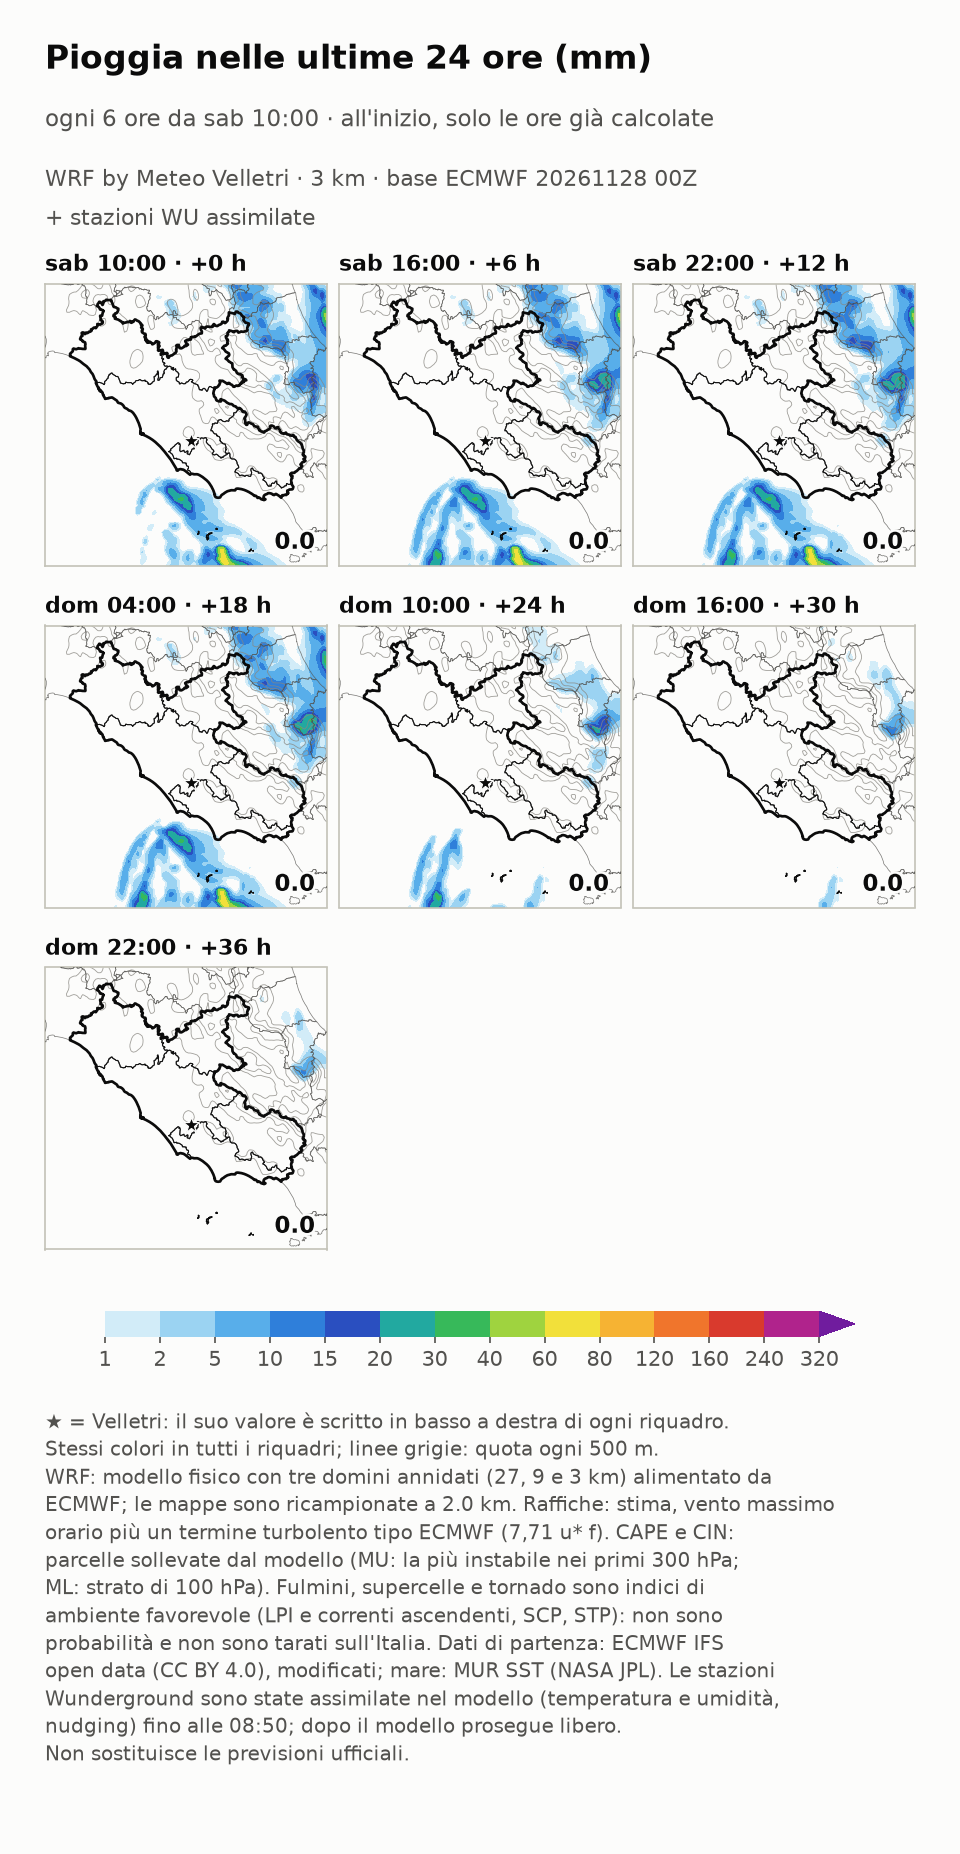 Pioggia nelle ultime 24 ore (mm)
ogni 6 ore da sab 10:00 · all'inizio, solo le ore già calcolate
WRF by Meteo Velletri · 3 km · base ECMWF 20261128 00Z
+ stazioni WU assimilate
sab 10:00 · +0 h
sab 16:00 · +6 h
sab 22:00 · +12 h
0.0
0.0
0.0
dom 04:00 · +18 h
dom 10:00 · +24 h
dom 16:00 · +30 h
0.0
0.0
0.0
dom 22:00 · +36 h
0.0
1 2 5 10 15 20 30 40 60 80 120 160 240 320
★ = Velletri: il suo valore è scritto in basso a destra di ogni riquadro.
Stessi colori in tutti i riquadri; linee grigie: quota ogni 500 m.
WRF: modello fisico con tre domini annidati (27, 9 e 3 km) alimentato da
ECMWF; le mappe sono ricampionate a 2.0 km. Raffiche: stima, vento massimo
orario più un termine turbolento tipo ECMWF (7,71 u* f). CAPE e CIN:
parcelle sollevate dal modello (MU: la più instabile nei primi 300 hPa;
ML: strato di 100 hPa). Fulmini, supercelle e tornado sono indici di
ambiente favorevole (LPI e correnti ascendenti, SCP, STP): non sono
probabilità e non sono tarati sull'Italia. Dati di partenza: ECMWF IFS
open data (CC BY 4.0), modificati; mare: MUR SST (NASA JPL). Le stazioni
Wunderground sono state assimilate nel modello (temperatura e umidità,
nudging) fino alle 08:50; dopo il modello prosegue libero.
Non sostituisce le previsioni ufficiali.